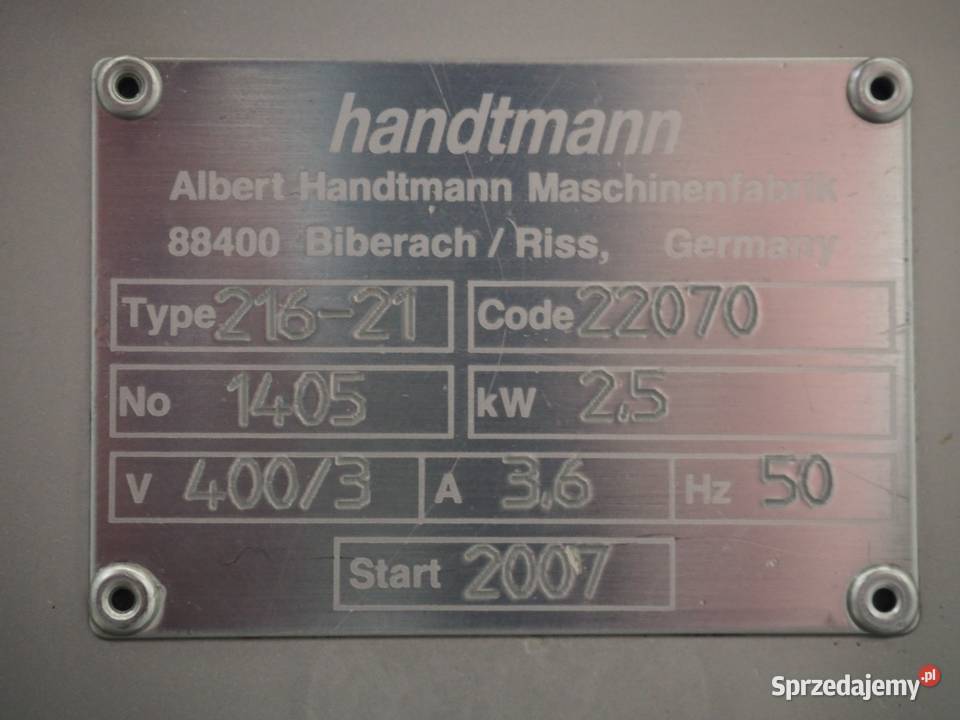 handtmann
Albert Handtmann Maschinenfabrik
88400 Biberach / Riss, Germany
Type 216-21 Code 22070
No 1405 kW 2,5
V 400/3 A 3,6 Hz 50
Start 2007
Sprzedajemy.pl